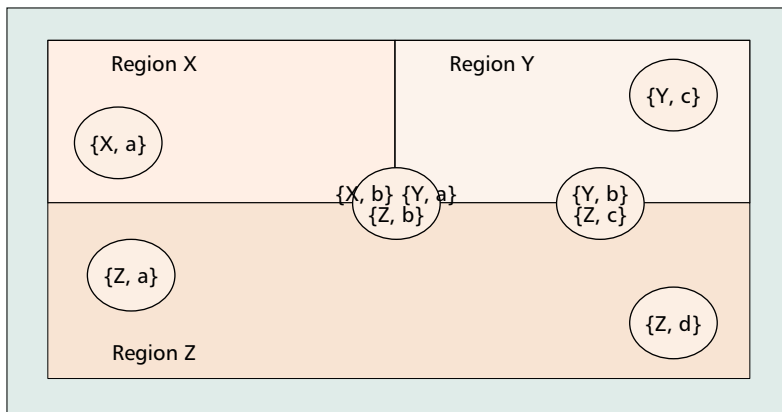 Region X
Region Y
{Y, c}
{X, a}
{X, b} {Y, a}
{Z, b}
{Y, b}
{Z, c}
{Z, a}
{Z, d}
Region Z